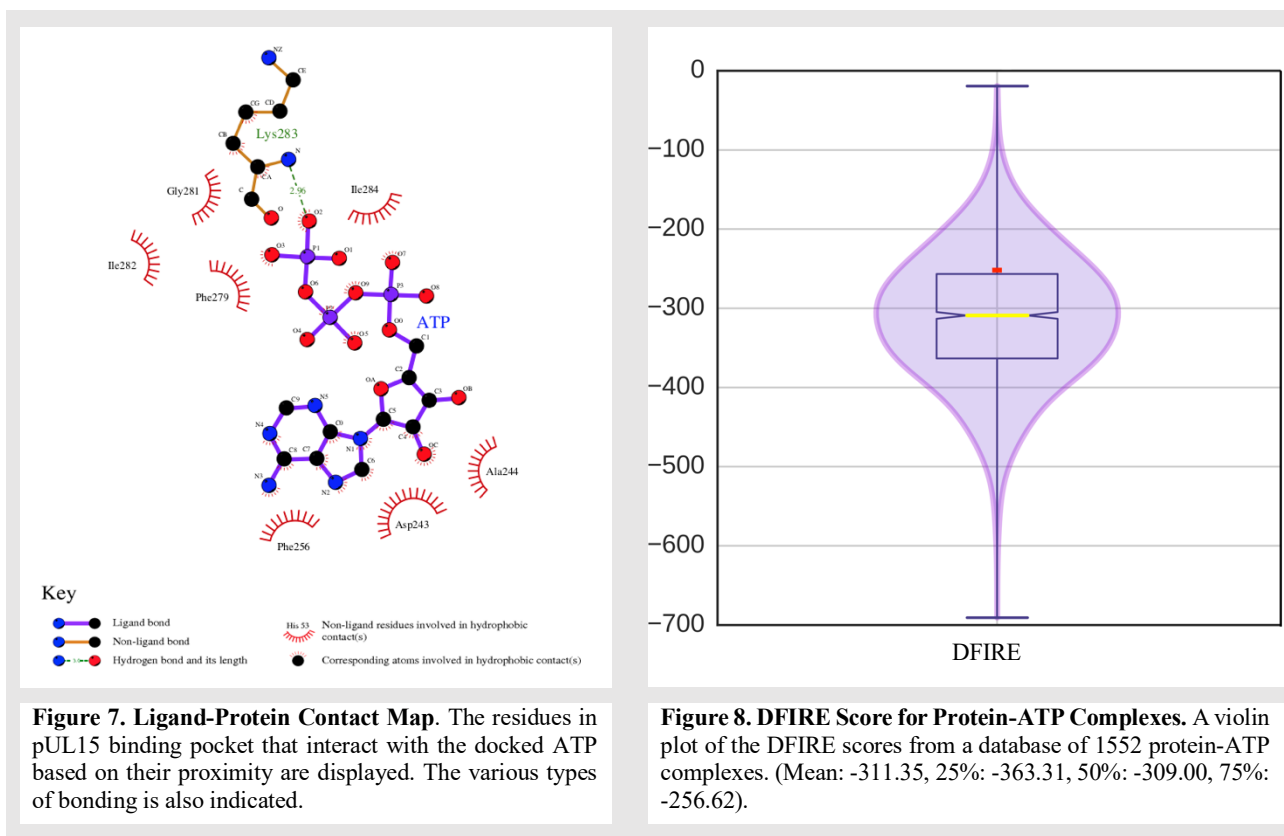 NZ
CE
CG
CD
CB
Lys283
N
CA
Gly281
C
2.96
Ile284
O
O2
Ile282
O3
P1
O1
O7
Phe279
O6
O9
P3
O8
ATP
O4
O5
O0
C1
C2
OA
C3
OB
C9
N5
C5
N4
C4
N1
C8
C7
OC
Ala244
N3
N2
Asp243
Phe256
Key
Ligand bond
Non-ligand bond
Hydrogen bond and its length
His 53 Non-ligand residues involved in hydrophobic
contact(s)
Corresponding atoms involved in hydrophobic contact(s)
Figure 7. Ligand-Protein Contact Map. The residues in
pUL15 binding pocket that interact with the docked ATP
based on their proximity are displayed. The various types
of bonding is also indicated.
0
−100
−200
−300
−400
−500
−600
−700
DFIRE
Figure 8. DFIRE Score for Protein-ATP Complexes. A violin
plot of the DFIRE scores from a database of 1552 protein-ATP
complexes. (Mean: -311.35, 25%: -363.31, 50%: -309.00, 75%:
-256.62).